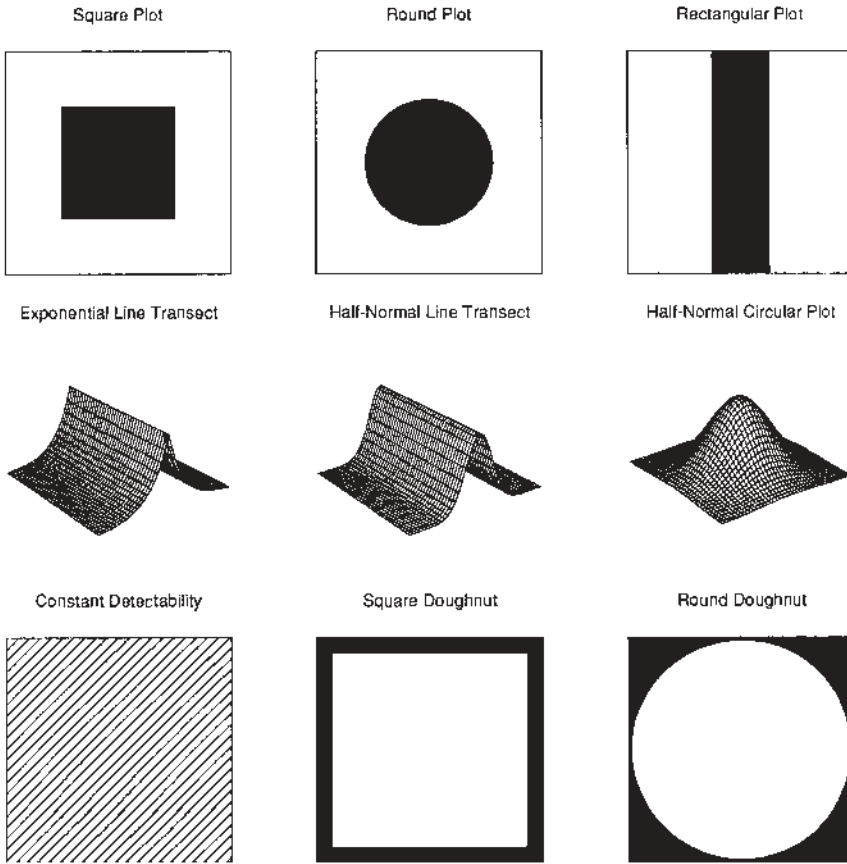 Square Plot
Round Plot
Rectangular Plot
Exponential Line Transect
Half-Normal Line Transect
Half-Normal Circular Plot
Constant Detectability
Square Doughnut
Round Doughnut